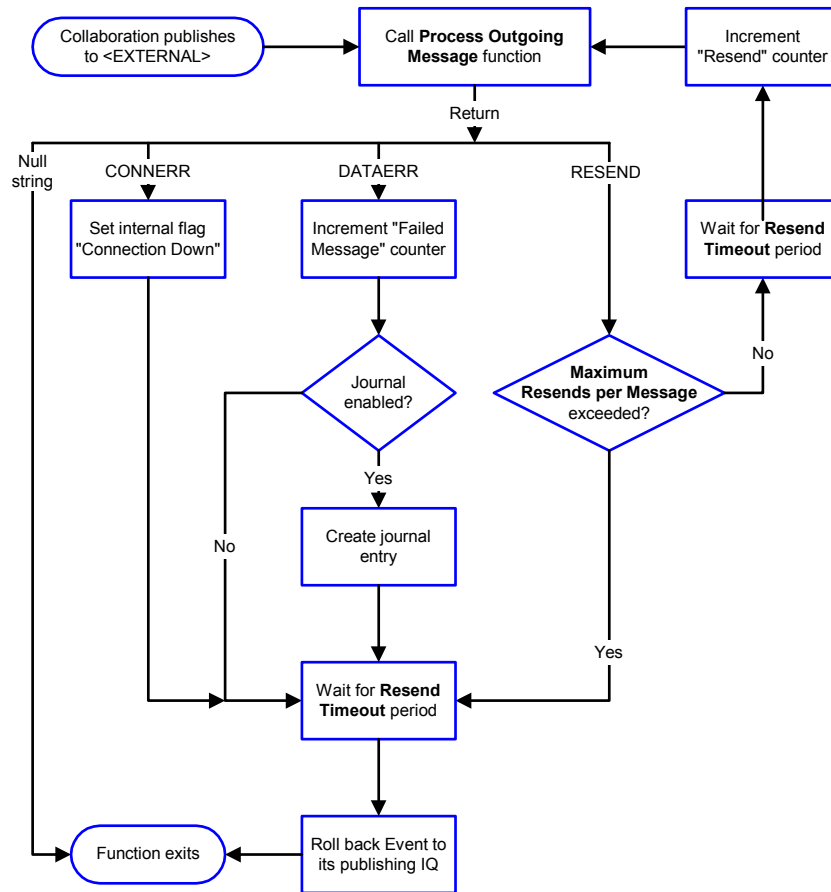 Collaboration publishes
to <EXTERNAL>
Call Process Outgoing
Message function
Increment
"Resend" counter
Return
Null
string
CONNERR
DATAERR
RESEND
Set internal flag
"Connection Down"
Increment "Failed
Message" counter
Wait for Resend
Timeout period
Journal
enabled?
Maximum
Resends per Message
exceeded?
No
Yes
No
Create journal
entry
Yes
Wait for Resend
Timeout period
Function exits
Roll back Event to
its publishing IQ